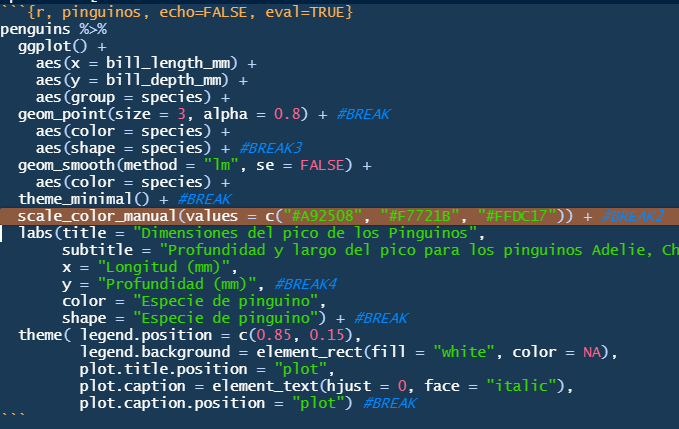 ```{r, pinguinos, echo=FALSE, eval=TRUE}
penguins %>%
  ggplot() +
    aes(x = bill_length_mm) +
    aes(y = bill_depth_mm) +
    aes(group = species) +
  geom_point(size = 3, alpha = 0.8) + #BREAK
    aes(color = species) +
    aes(shape = species) + #BREAK3
  geom_smooth(method = "lm", se = FALSE) +
    aes(color = species) +
  theme_minimal() + #BREAK
  scale_color_manual(values = c("#A92508", "#F7721B", "#FFDC17")) + #BREAK2
  labs(title = "Dimensiones del pico de los Pinguinos",
       subtitle = "Profundidad y largo del pico para los pinguinos Adelie, Ch
       x = "Longitud (mm)",
       y = "Profundidad (mm)", #BREAK4
       color = "Especie de pinguino",
       shape = "Especie de pinguino") + #BREAK
  theme( legend.position = c(0.85, 0.15),
         legend.background = element_rect(fill = "white", color = NA),
         plot.title.position = "plot",
         plot.caption = element_text(hjust = 0, face = "italic"),
         plot.caption.position = "plot") #BREAK
```